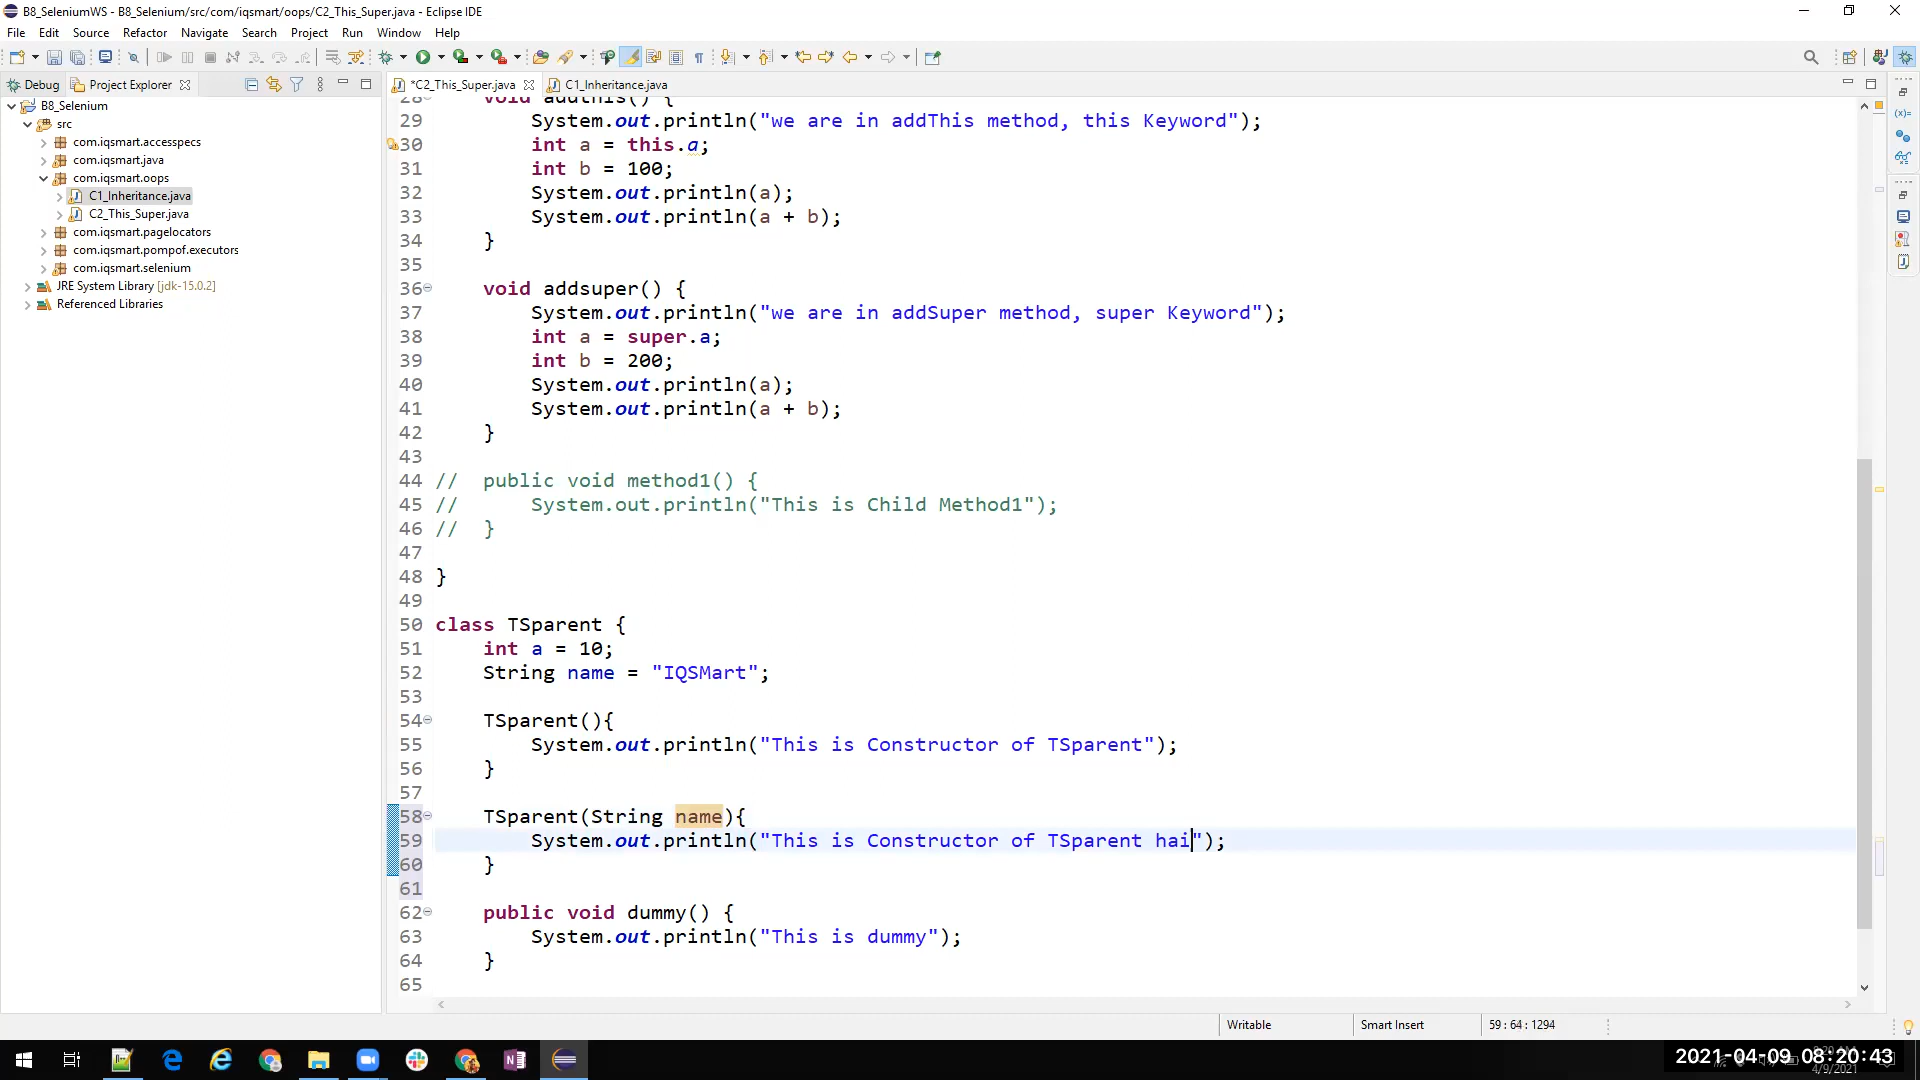 B8_SeleniumWS - B8_Selenium/src/com/iqsmart/oops/C2_This_Super.java - Eclipse IDE
File Edit Source Refactor Navigate Search Project Run Window Help
Debug Project Explorer
*C2_This_Super.java C1_Inheritance.java
B8_Selenium
src
com.iqsmart.accesspecs
com.iqsmart.java
com.iqsmart.oops
C1_Inheritance.java
C2_This_Super.java
com.iqsmart.pagelocators
com.iqsmart.pompof.executors
com.iqsmart.selenium
JRE System Library [jdk-15.0.2]
Referenced Libraries
28 void addthis() {
29 System.out.println("we are in addThis method, this Keyword");
30 int a = this.a;
31 int b = 100;
32 System.out.println(a);
33 System.out.println(a + b);
34 }
35
36 void addsuper() {
37 System.out.println("we are in addSuper method, super Keyword");
38 int a = super.a;
39 int b = 200;
40 System.out.println(a);
41 System.out.println(a + b);
42 }
43
44 // public void method1() {
45 // System.out.println("This is Child Method1");
46 // }
47
48 }
49
50 class TSparent {
51 int a = 10;
52 String name = "IQSMart";
53
54 TSparent(){
55 System.out.println("This is Constructor of TSparent");
56 }
57
58 TSparent(String name){
59 System.out.println("This is Constructor of TSparent hai");
60 }
61
62 public void dummy() {
63 System.out.println("This is dummy");
64 }
65
Writable Smart Insert 59 : 64 : 1294
2021-04-09 08:20:43
4/9/2021